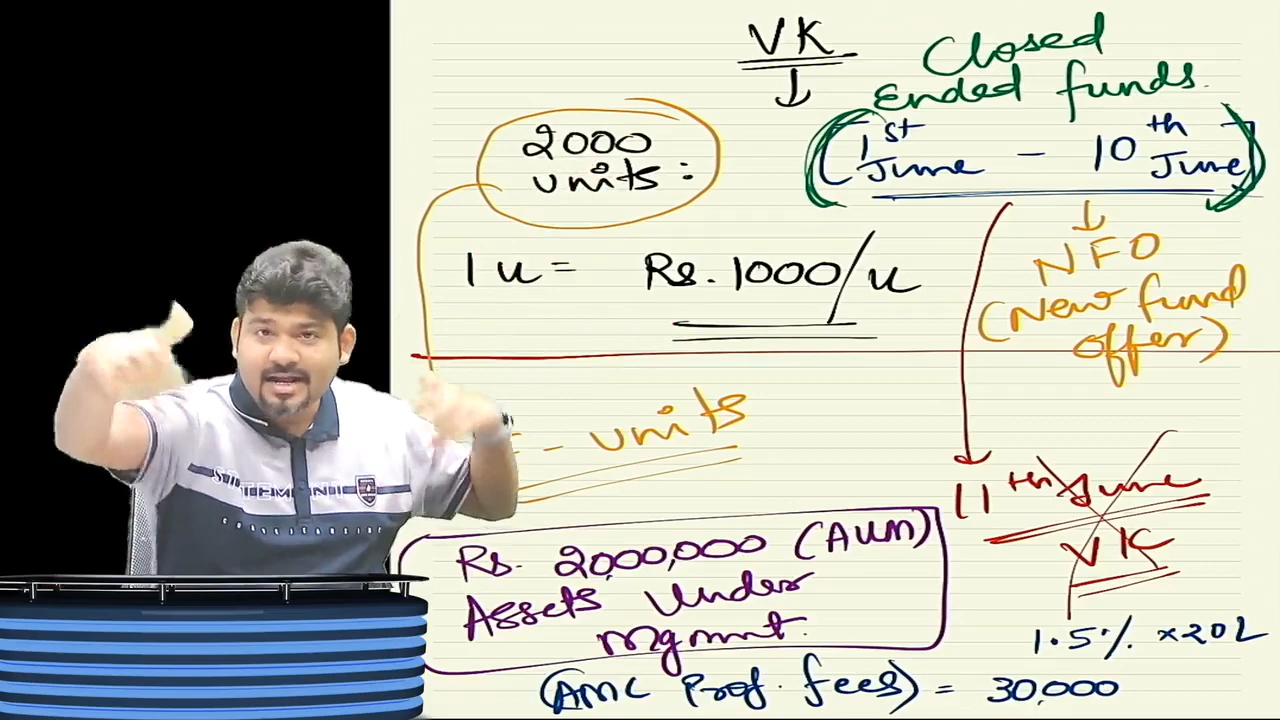 VK
Closed
Ended funds.
2000
units :
(1st June - 10th June)
1 u = Rs. 1000/u
NFO
(New fund
offer)
- units
11th June
VK
Rs. 2000,000 (AUM)
Assets Under
Mgmnt.
1.5% x 20L
(AMC Prof. fees) = 30,000